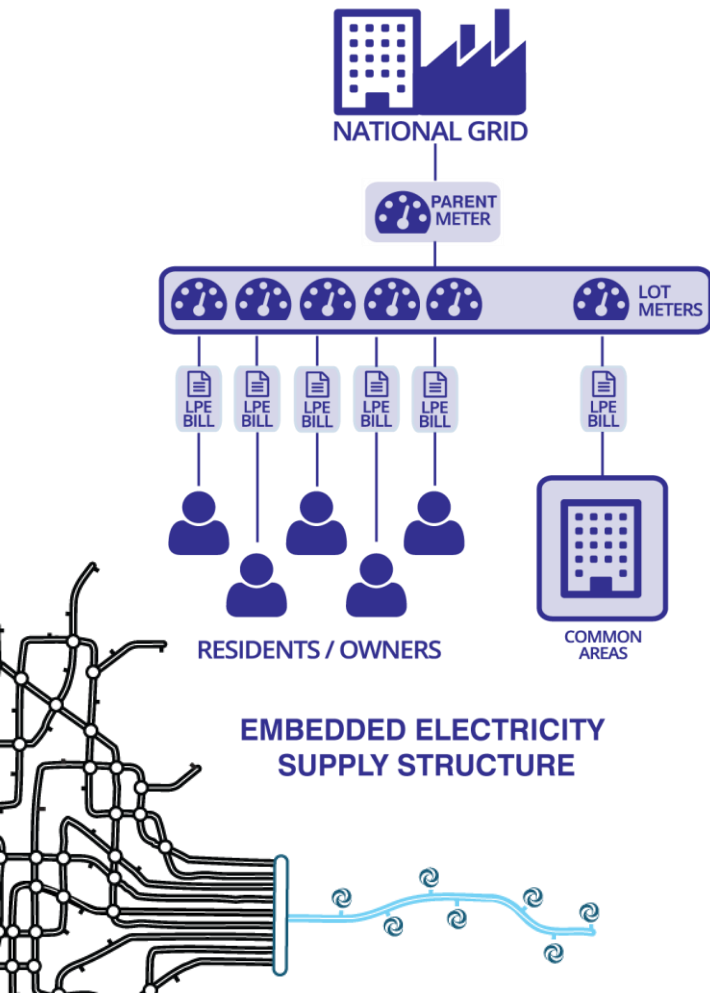 NATIONAL GRID
PARENT
METER
LOT
METERS
LPE
BILL
LPE
BILL
LPE
BILL
LPE
BILL
LPE
BILL
LPE
BILL
RESIDENTS / OWNERS
COMMON
AREAS
EMBEDDED ELECTRICITY
SUPPLY STRUCTURE